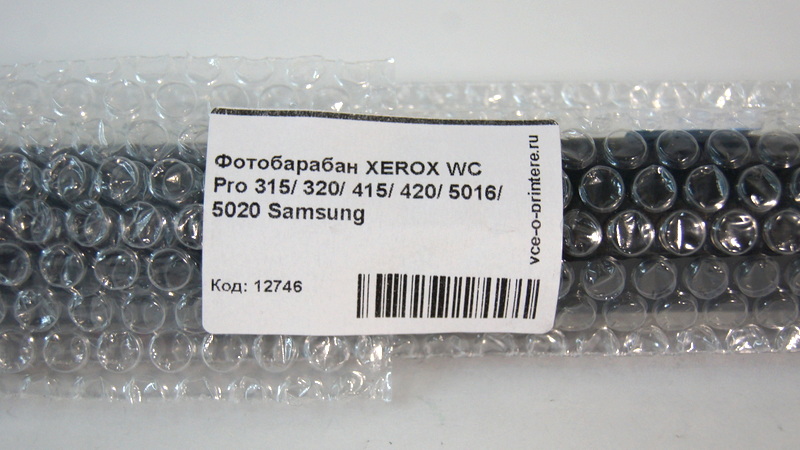 Фотобарабан XEROX WC
Pro 315/ 320/ 415/ 420/ 5016/
5020 Samsung
Код: 12746
vce-o-printere.ru